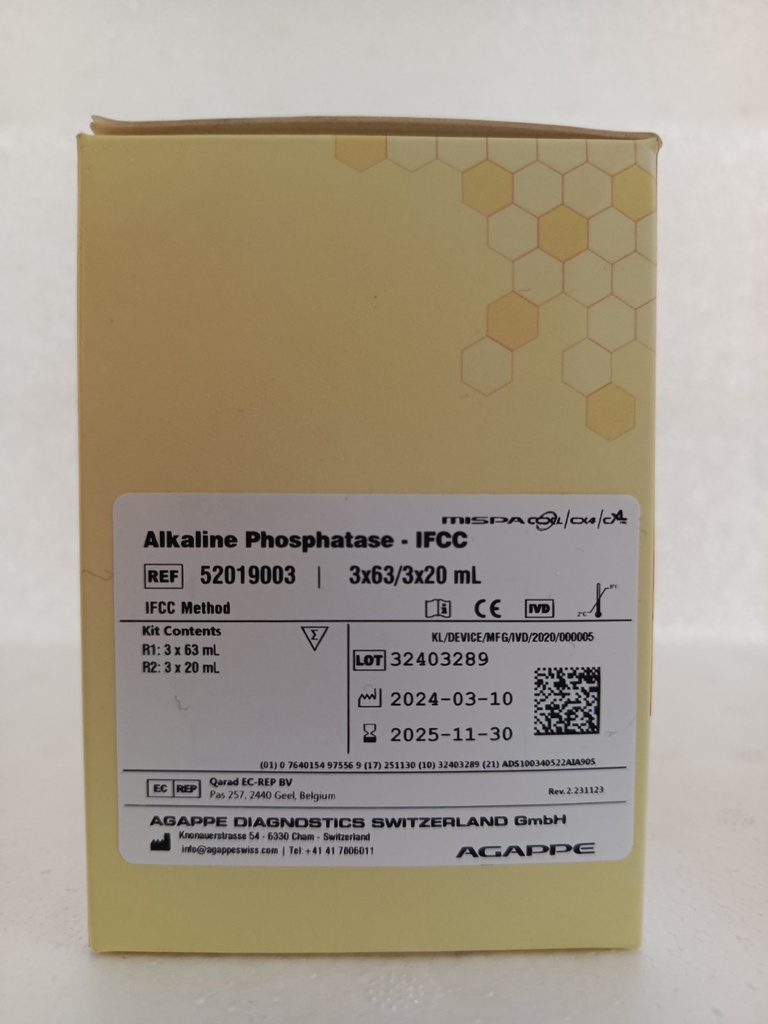 MISPA CXXL/CX4/
Alkaline Phosphatase - IFCC
REF 52019003 | 3x63/3x20 mL
IFCC Method
IVD
2°C
8°C
Kit Contents
R1: 3 x 63 mL
R2: 3 x 20 mL
Σ
KL/DEVICE/MFG/IVD/2020/000005
LOT 32403289
2024-03-10
2025-11-30
(01) 0 7640154 97556 9 (17) 251130 (10) 32403289 (21) ADS100340522AIA90S
EC REP
Qarad EC-REP BV
Pas 257, 2440 Geel, Belgium
Rev.2.231123
AGAPPE DIAGNOSTICS SWITZERLAND GmbH
Knonauerstrasse 54 - 6330 Cham - Switzerland
info@agappeswiss.com | Tel: +41 41 7806011
AGAPPE